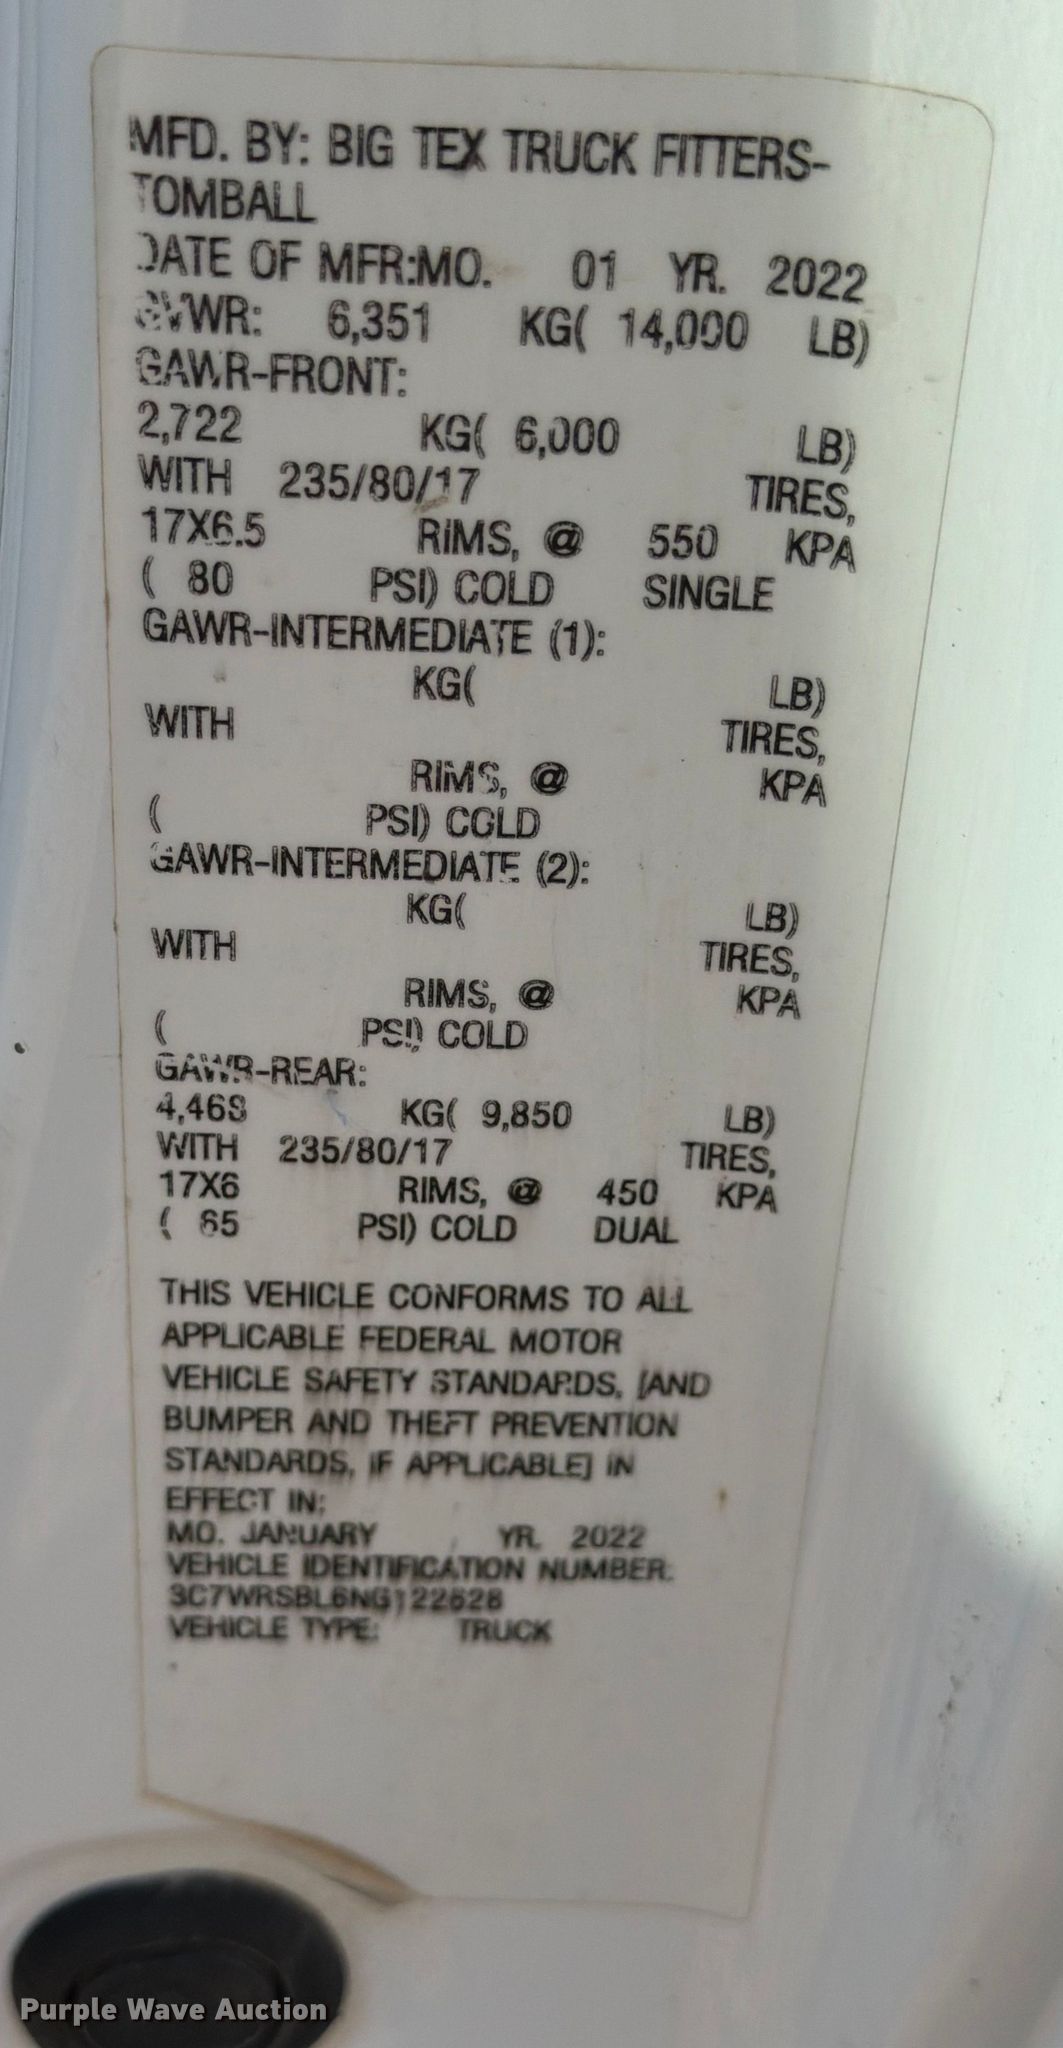 MFD. BY: BIG TEX TRUCK FITTERS-
TOMBALL
DATE OF MFR:MO. 01 YR. 2022
GVWR: 6,351 KG( 14,000 LB)
GAWR-FRONT:
2,722 KG( 6,000 LB)
WITH 235/80/17 TIRES,
17X6.5 RIMS, @ 550 KPA
( 80 PSI) COLD SINGLE
GAWR-INTERMEDIATE (1):
KG( LB)
WITH TIRES,
RIMS, @ KPA
( PSI) COLD
GAWR-INTERMEDIATE (2):
KG( LB)
WITH TIRES,
RIMS, @ KPA
( PSI) COLD
GAWR-REAR:
4,468 KG( 9,850 LB)
WITH 235/80/17 TIRES,
17X6 RIMS, @ 450 KPA
( 65 PSI) COLD DUAL
THIS VEHICLE CONFORMS TO ALL
APPLICABLE FEDERAL MOTOR
VEHICLE SAFETY STANDARDS, [AND
BUMPER AND THEFT PREVENTION
STANDARDS, IF APPLICABLE] IN
EFFECT IN:
MO. JANUARY YR. 2022
VEHICLE IDENTIFICATION NUMBER:
3C7WRSBL6NG122628
VEHICLE TYPE: TRUCK
Purple Wave Auction